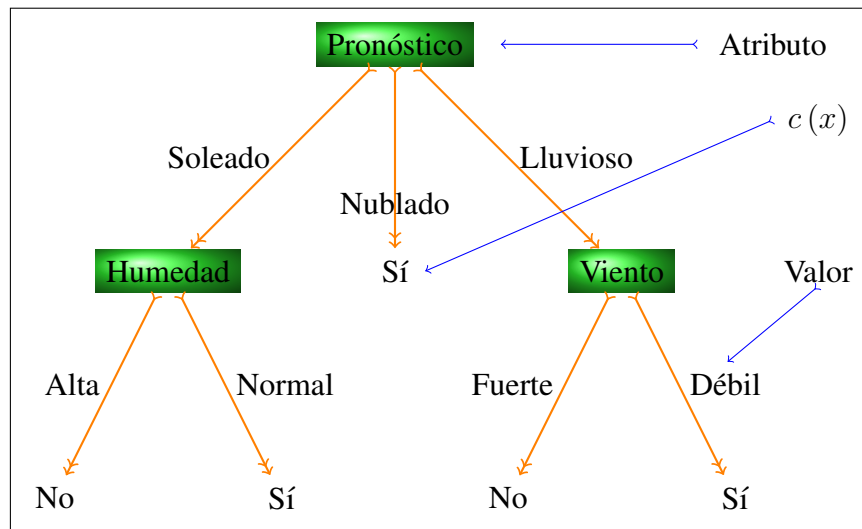 Pronóstico
Atributo
c (x)
Soleado
Lluvioso
Nublado
Humedad
Sí
Viento
Valor
Alta
Normal
Fuerte
Débil
No
Sí
No
Sí